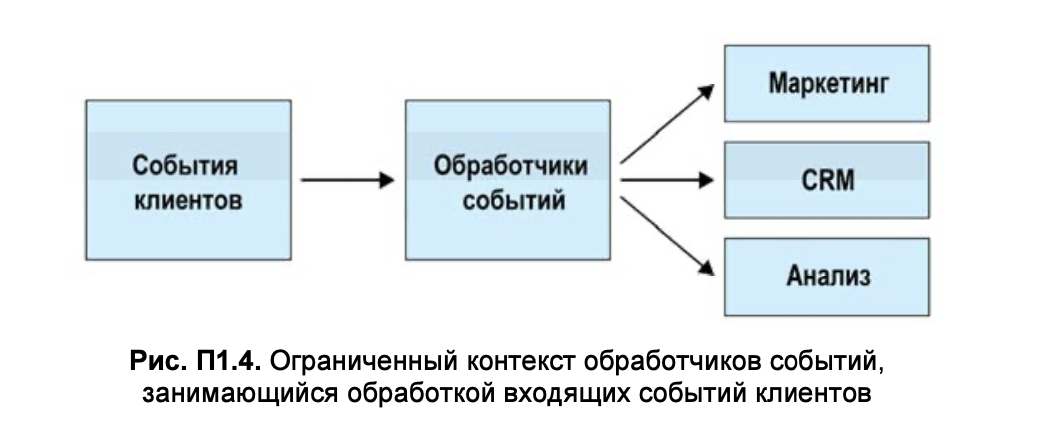 События
клиентов
Обработчики
событий
Маркетинг
CRM
Анализ
Рис. П1.4. Ограниченный контекст обработчиков событий,
занимающийся обработкой входящих событий клиентов